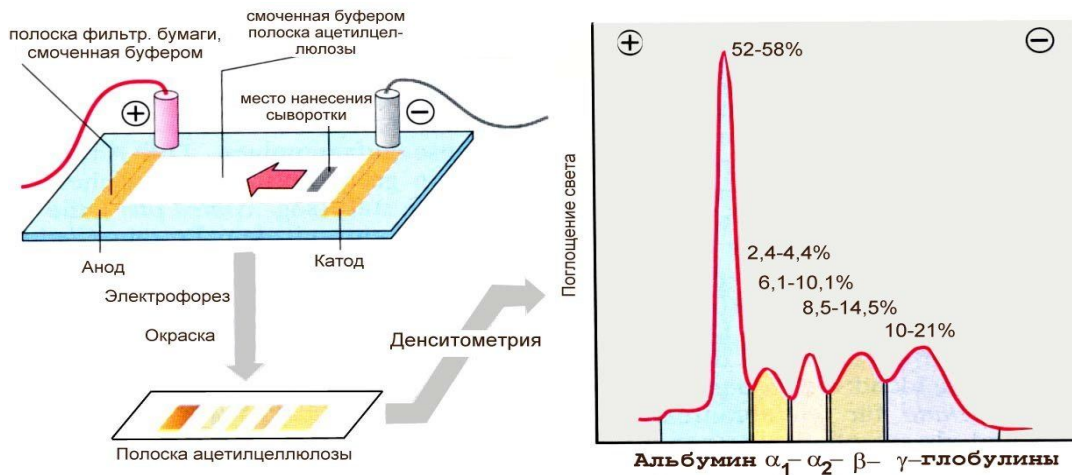 полоска фильтр. бумаги,
смоченная буфером
смоченная буфером
полоска ацетилцел-
люлозы
место нанесения
сыворотки
+
−
Анод
Катод
Электрофорез
Окраска
Денситометрия
Полоска ацетилцеллюлозы
+
−
52-58%
2,4-4,4%
6,1-10,1%
8,5-14,5%
10-21%
Поглощение света
Альбумин α1− α2− β− γ−глобулины